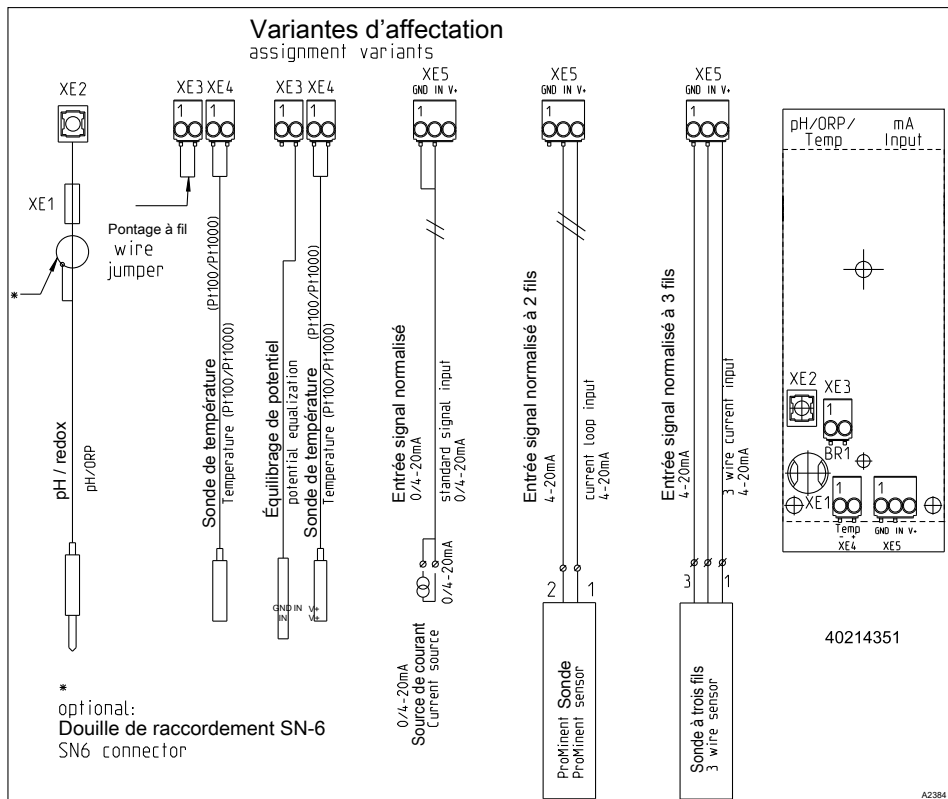 Variantes d'affectation
assignment variants
XE2
XE1
*
pH / redox
pH/ORP
*
optional:
Douille de raccordement SN-6
SN6 connector
XE3 XE4
1
1
Pontage à fil
wire
jumper
(Pt100/Pt1000)
Sonde de température
Temperature (Pt100/Pt1000)
XE3 XE4
1
1
Équilibrage de potentiel
potential equalization
(Pt100/Pt1000)
Sonde de température
Temperature (Pt100/Pt1000)
GND IN
IN
V+
V+
XE5
GND IN V+
1
Entrée signal normalisé
0/4-20mA
standard signal input
0/4-20mA
0/4-20mA
0/4-20mA
Source de courant
Current source
XE5
GND IN V+
1
Entrée signal normalisé à 2 fils
4-20mA
current loop input
4-20mA
2
1
ProMinent Sonde
ProMinent sensor
XE5
GND IN V+
1
Entrée signal normalisé à 3 fils
4-20mA
3 wire current input
4-20mA
3
1
Sonde à trois fils
3 wire sensor
pH/ORP/
Temp
mA
Input
XE2
XE3
1
BR1
XE1
1
1
Temp
- +
XE4
GND IN V+
XE5
40214351
A2384